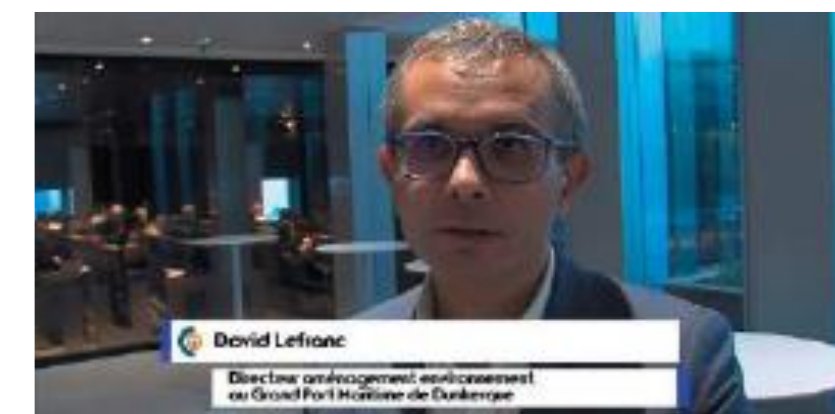 David Lefranc
Directeur aménagement environnement
au Grand Port Maritime de Dunkerque